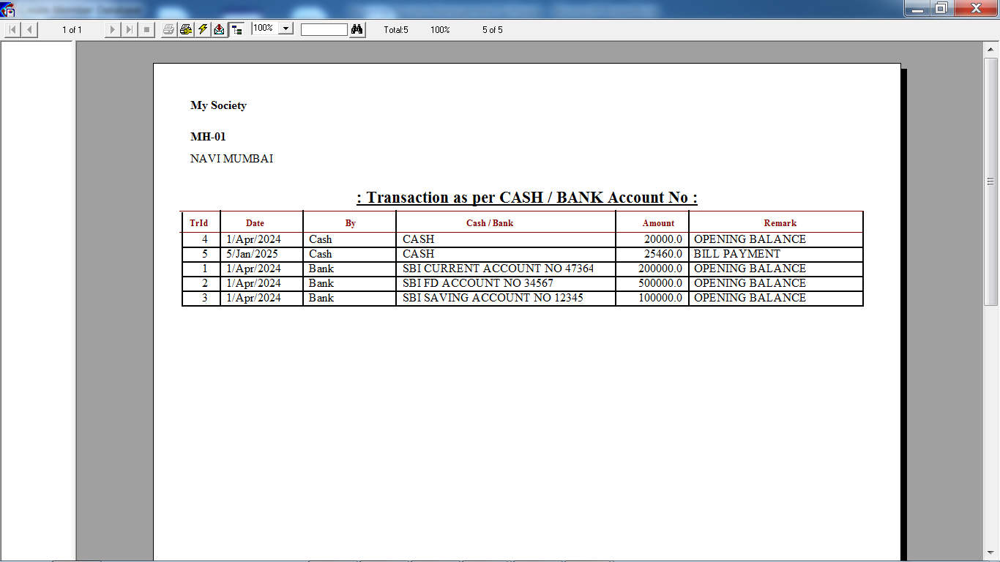 1 of 1 100% Total:5 100% 5 of 5
My Society
MH-01
NAVI MUMBAI
: Transaction as per CASH / BANK Account No :
TrId Date By Cash / Bank Amount Remark
4 1/Apr/2024 Cash CASH 20000.0 OPENING BALANCE
5 5/Jan/2025 Cash CASH 25460.0 BILL PAYMENT
1 1/Apr/2024 Bank SBI CURRENT ACCOUNT NO 47364 200000.0 OPENING BALANCE
2 1/Apr/2024 Bank SBI FD ACCOUNT NO 34567 500000.0 OPENING BALANCE
3 1/Apr/2024 Bank SBI SAVING ACCOUNT NO 12345 100000.0 OPENING BALANCE